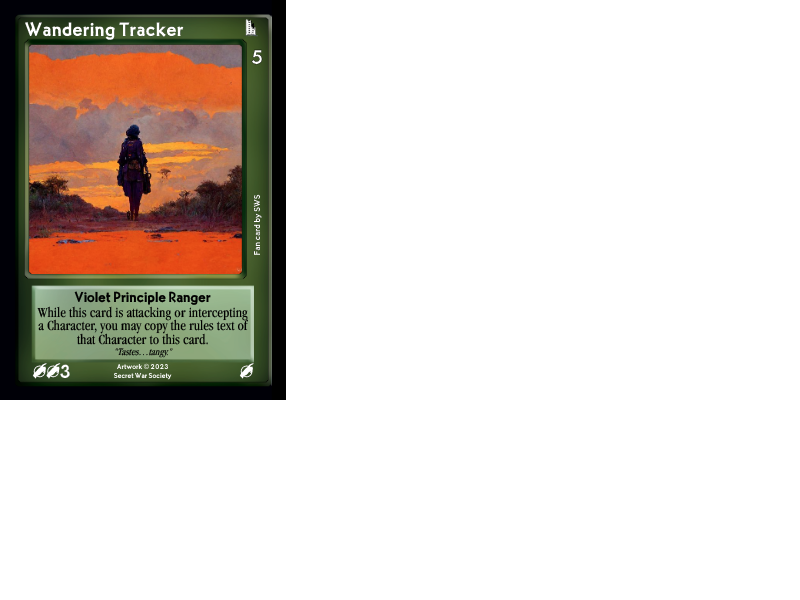 Wandering Tracker
5
Fan card by SWS
Violet Principle Ranger
While this card is attacking or intercepting
a Character, you may copy the rules text of
that Character to this card.
"Tastes…tangy."
3
Artwork © 2023
Secret War Society